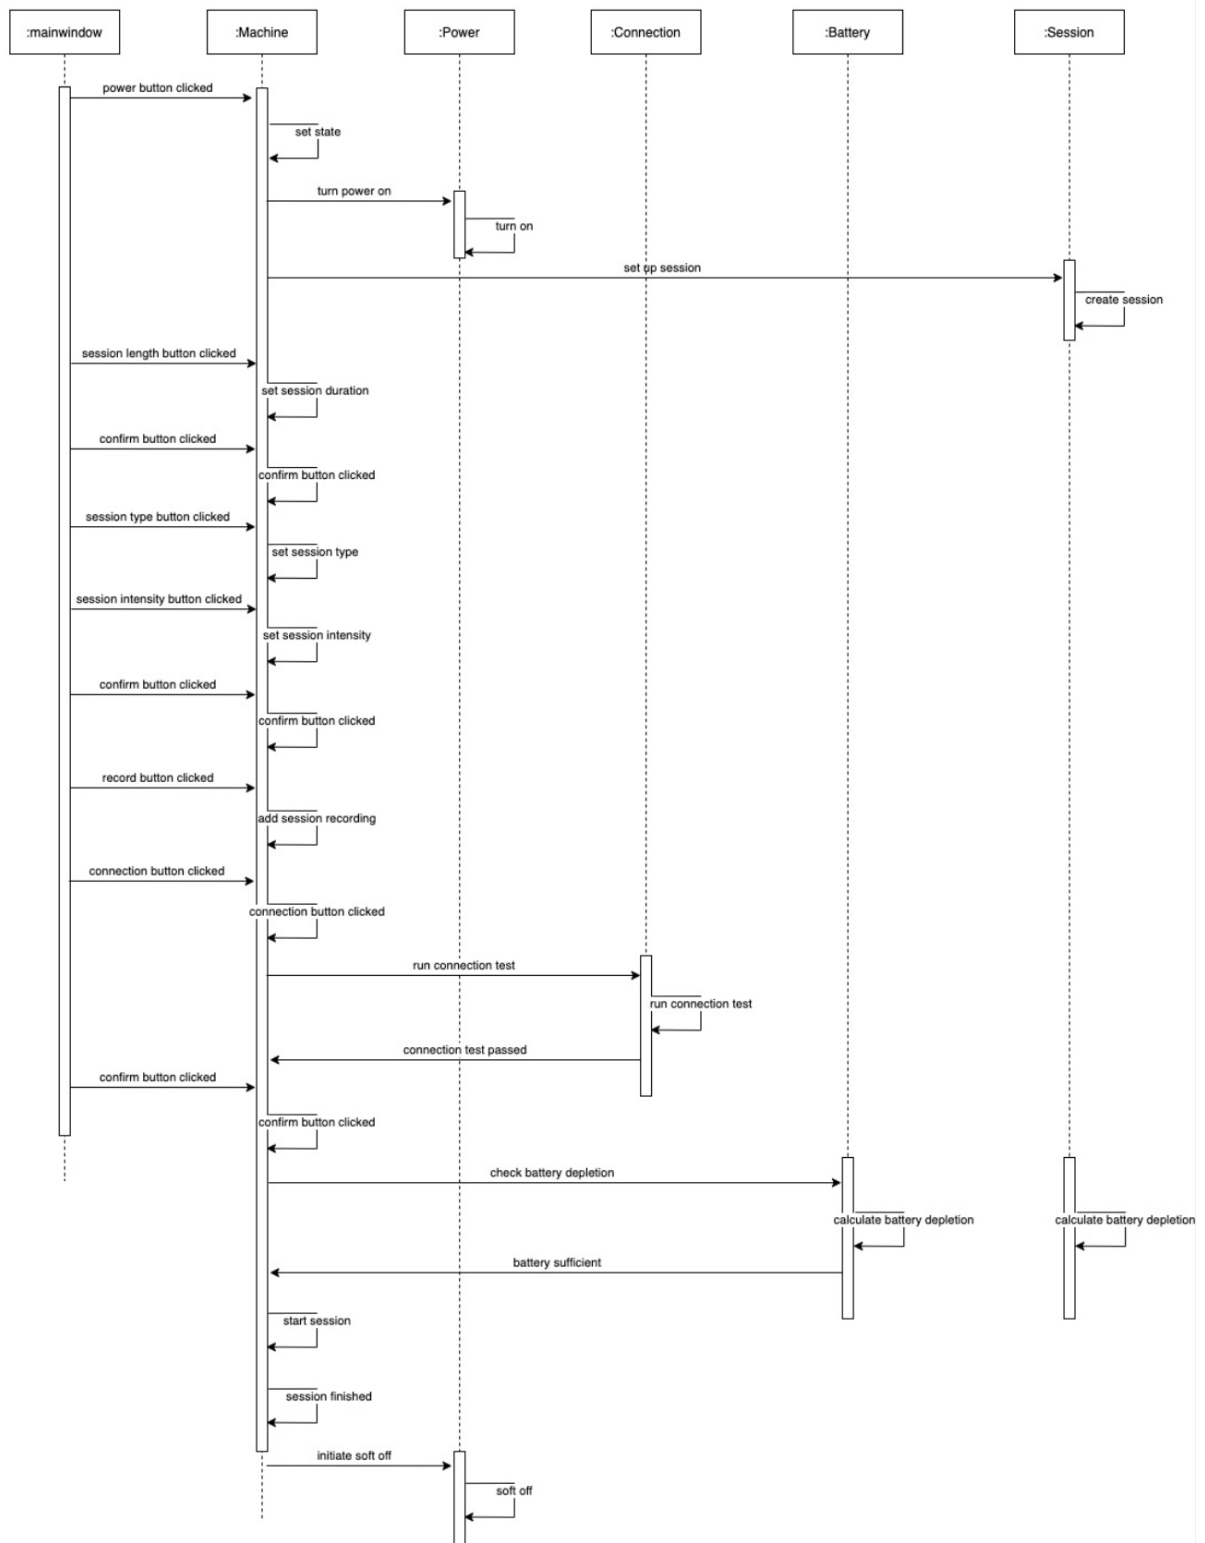 :mainwindow
:Machine
:Power
:Connection
:Battery
:Session
power button clicked
set state
turn power on
turn on
set up session
create session
session length button clicked
set session duration
confirm button clicked
confirm button clicked
session type button clicked
set session type
session intensity button clicked
set session intensity
confirm button clicked
confirm button clicked
record button clicked
add session recording
connection button clicked
connection button clicked
run connection test
run connection test
connection test passed
confirm button clicked
confirm button clicked
check battery depletion
calculate battery depletion
calculate battery depletion
battery sufficient
start session
session finished
initiate soft off
soft off